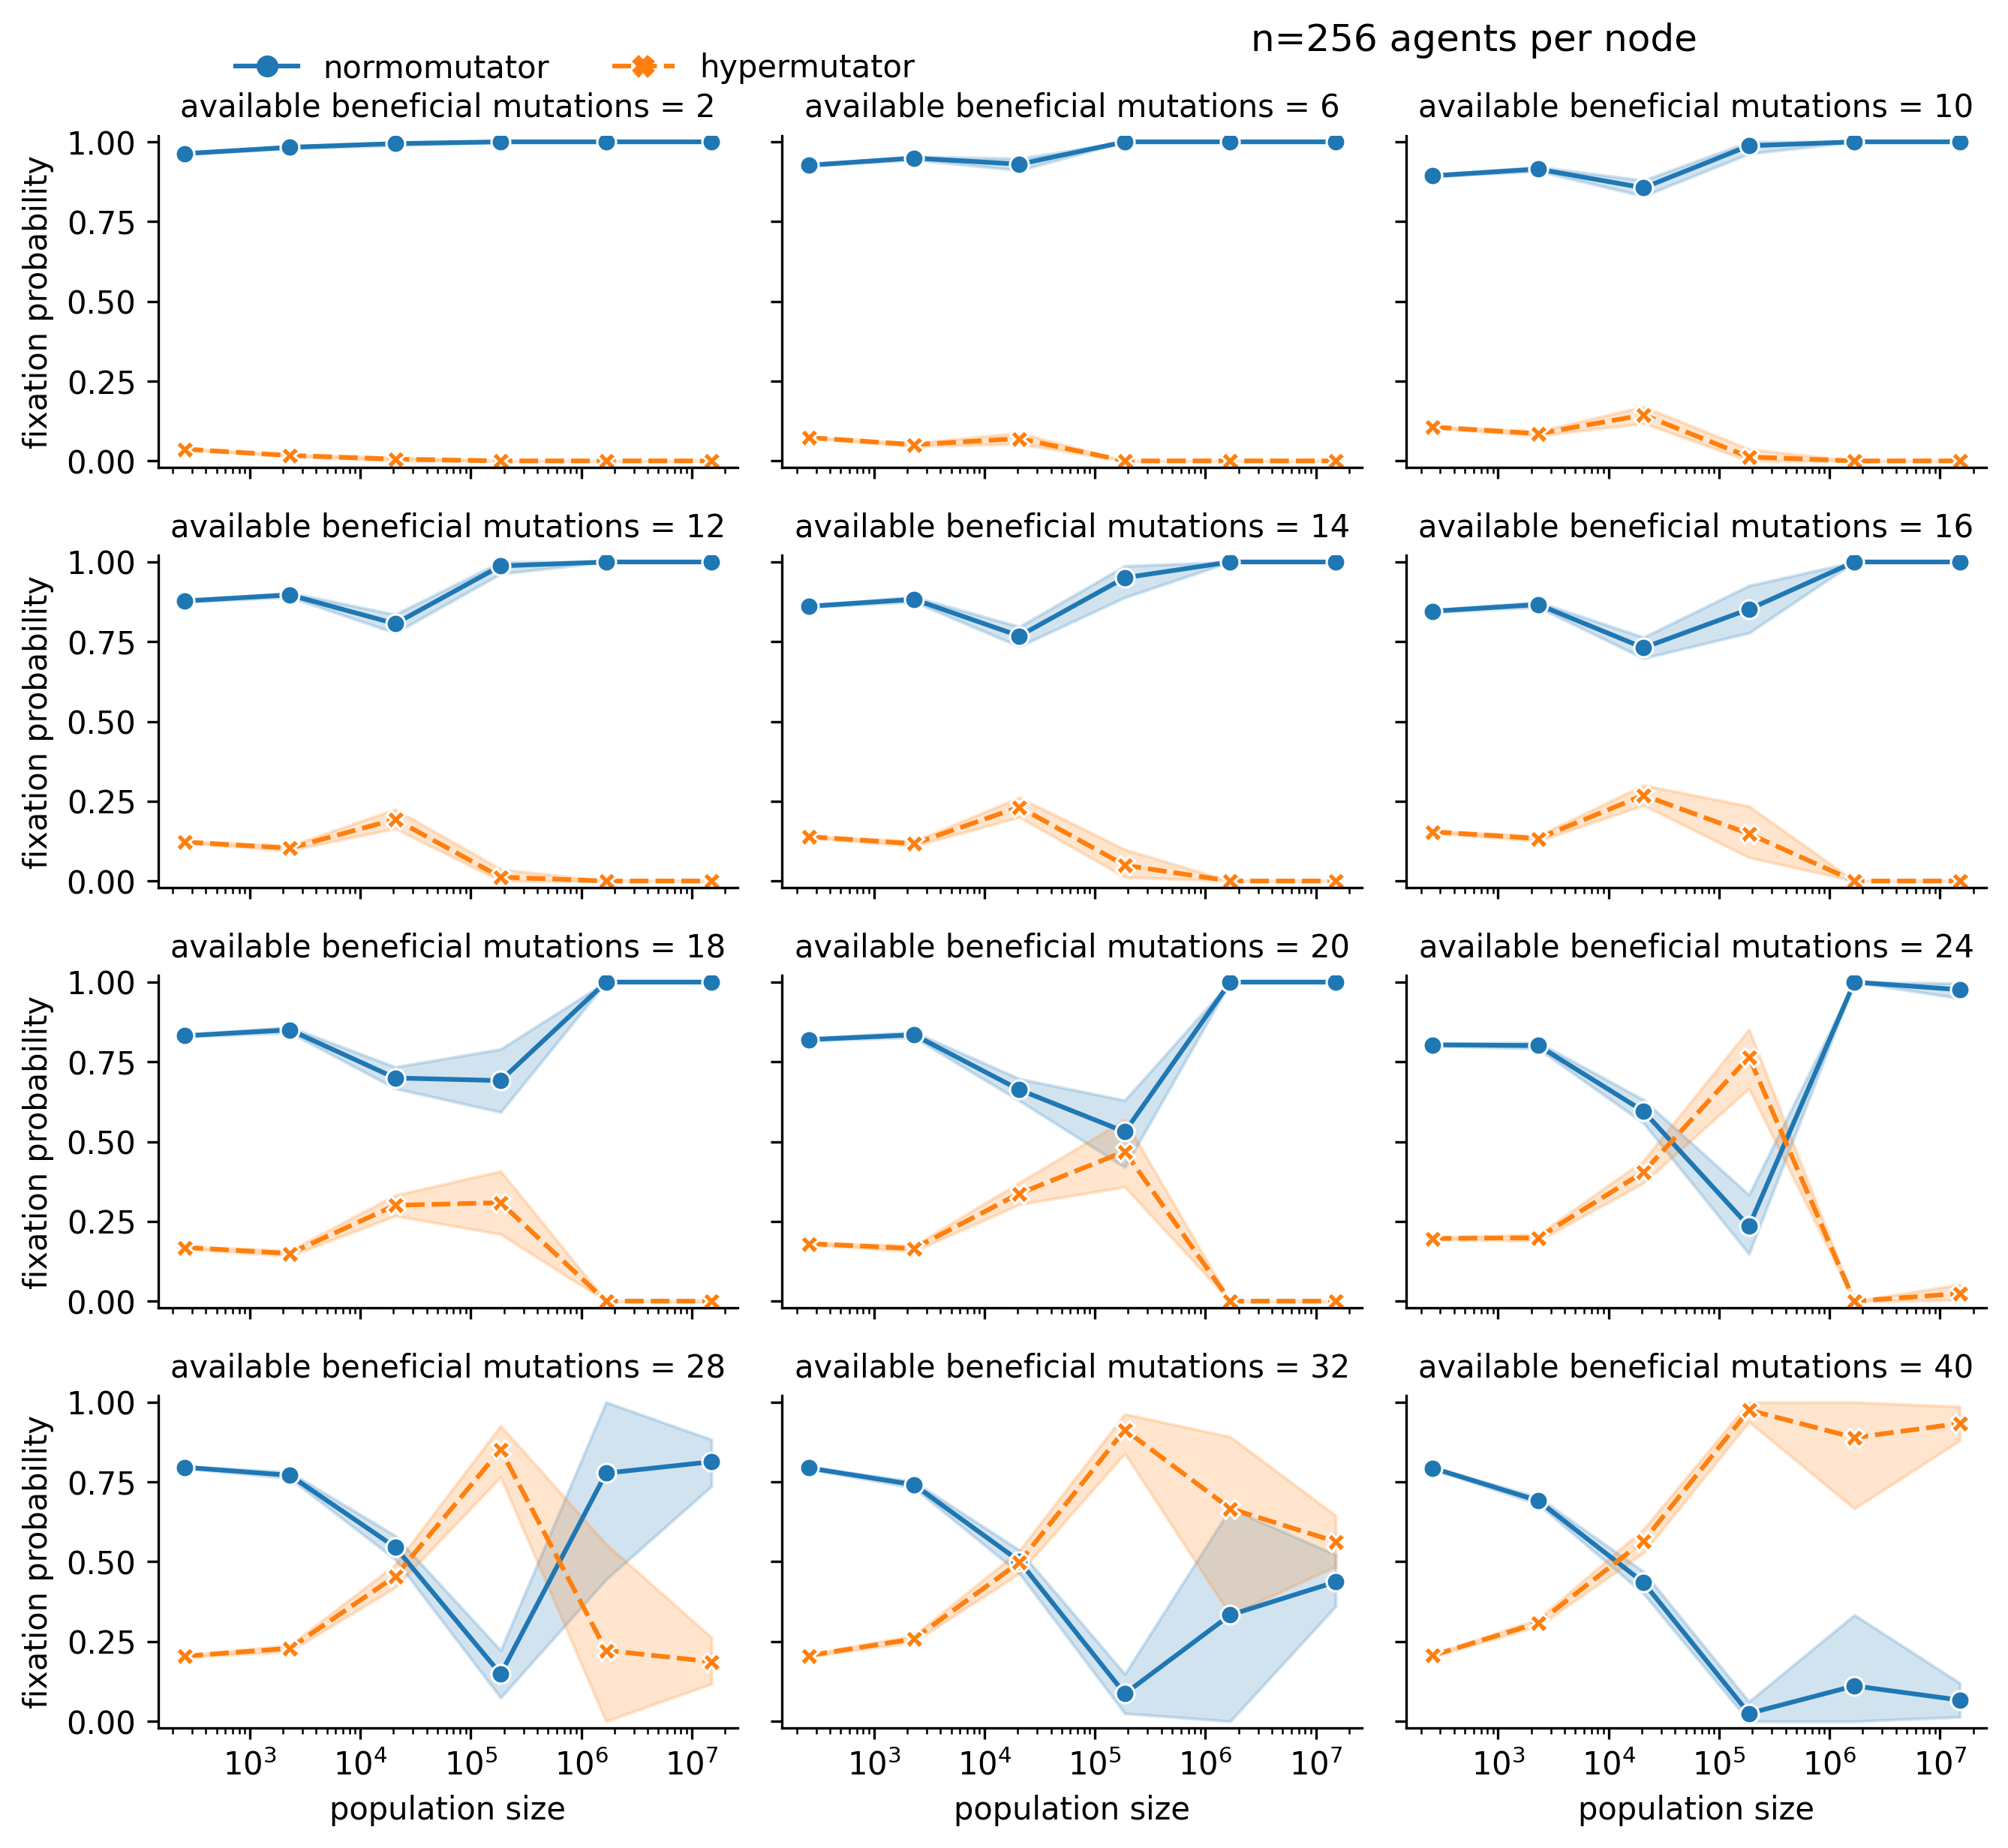 n=256 agents per node
normomutator hypermutator
available beneficial mutations = 2
available beneficial mutations = 6
available beneficial mutations = 10
fixation probability
1.00
0.75
0.50
0.25
0.00
available beneficial mutations = 12
available beneficial mutations = 14
available beneficial mutations = 16
fixation probability
1.00
0.75
0.50
0.25
0.00
available beneficial mutations = 18
available beneficial mutations = 20
available beneficial mutations = 24
fixation probability
1.00
0.75
0.50
0.25
0.00
available beneficial mutations = 28
available beneficial mutations = 32
available beneficial mutations = 40
fixation probability
1.00
0.75
0.50
0.25
0.00
10³ 10⁴ 10⁵ 10⁶ 10⁷
10³ 10⁴ 10⁵ 10⁶ 10⁷
10³ 10⁴ 10⁵ 10⁶ 10⁷
population size
population size
population size